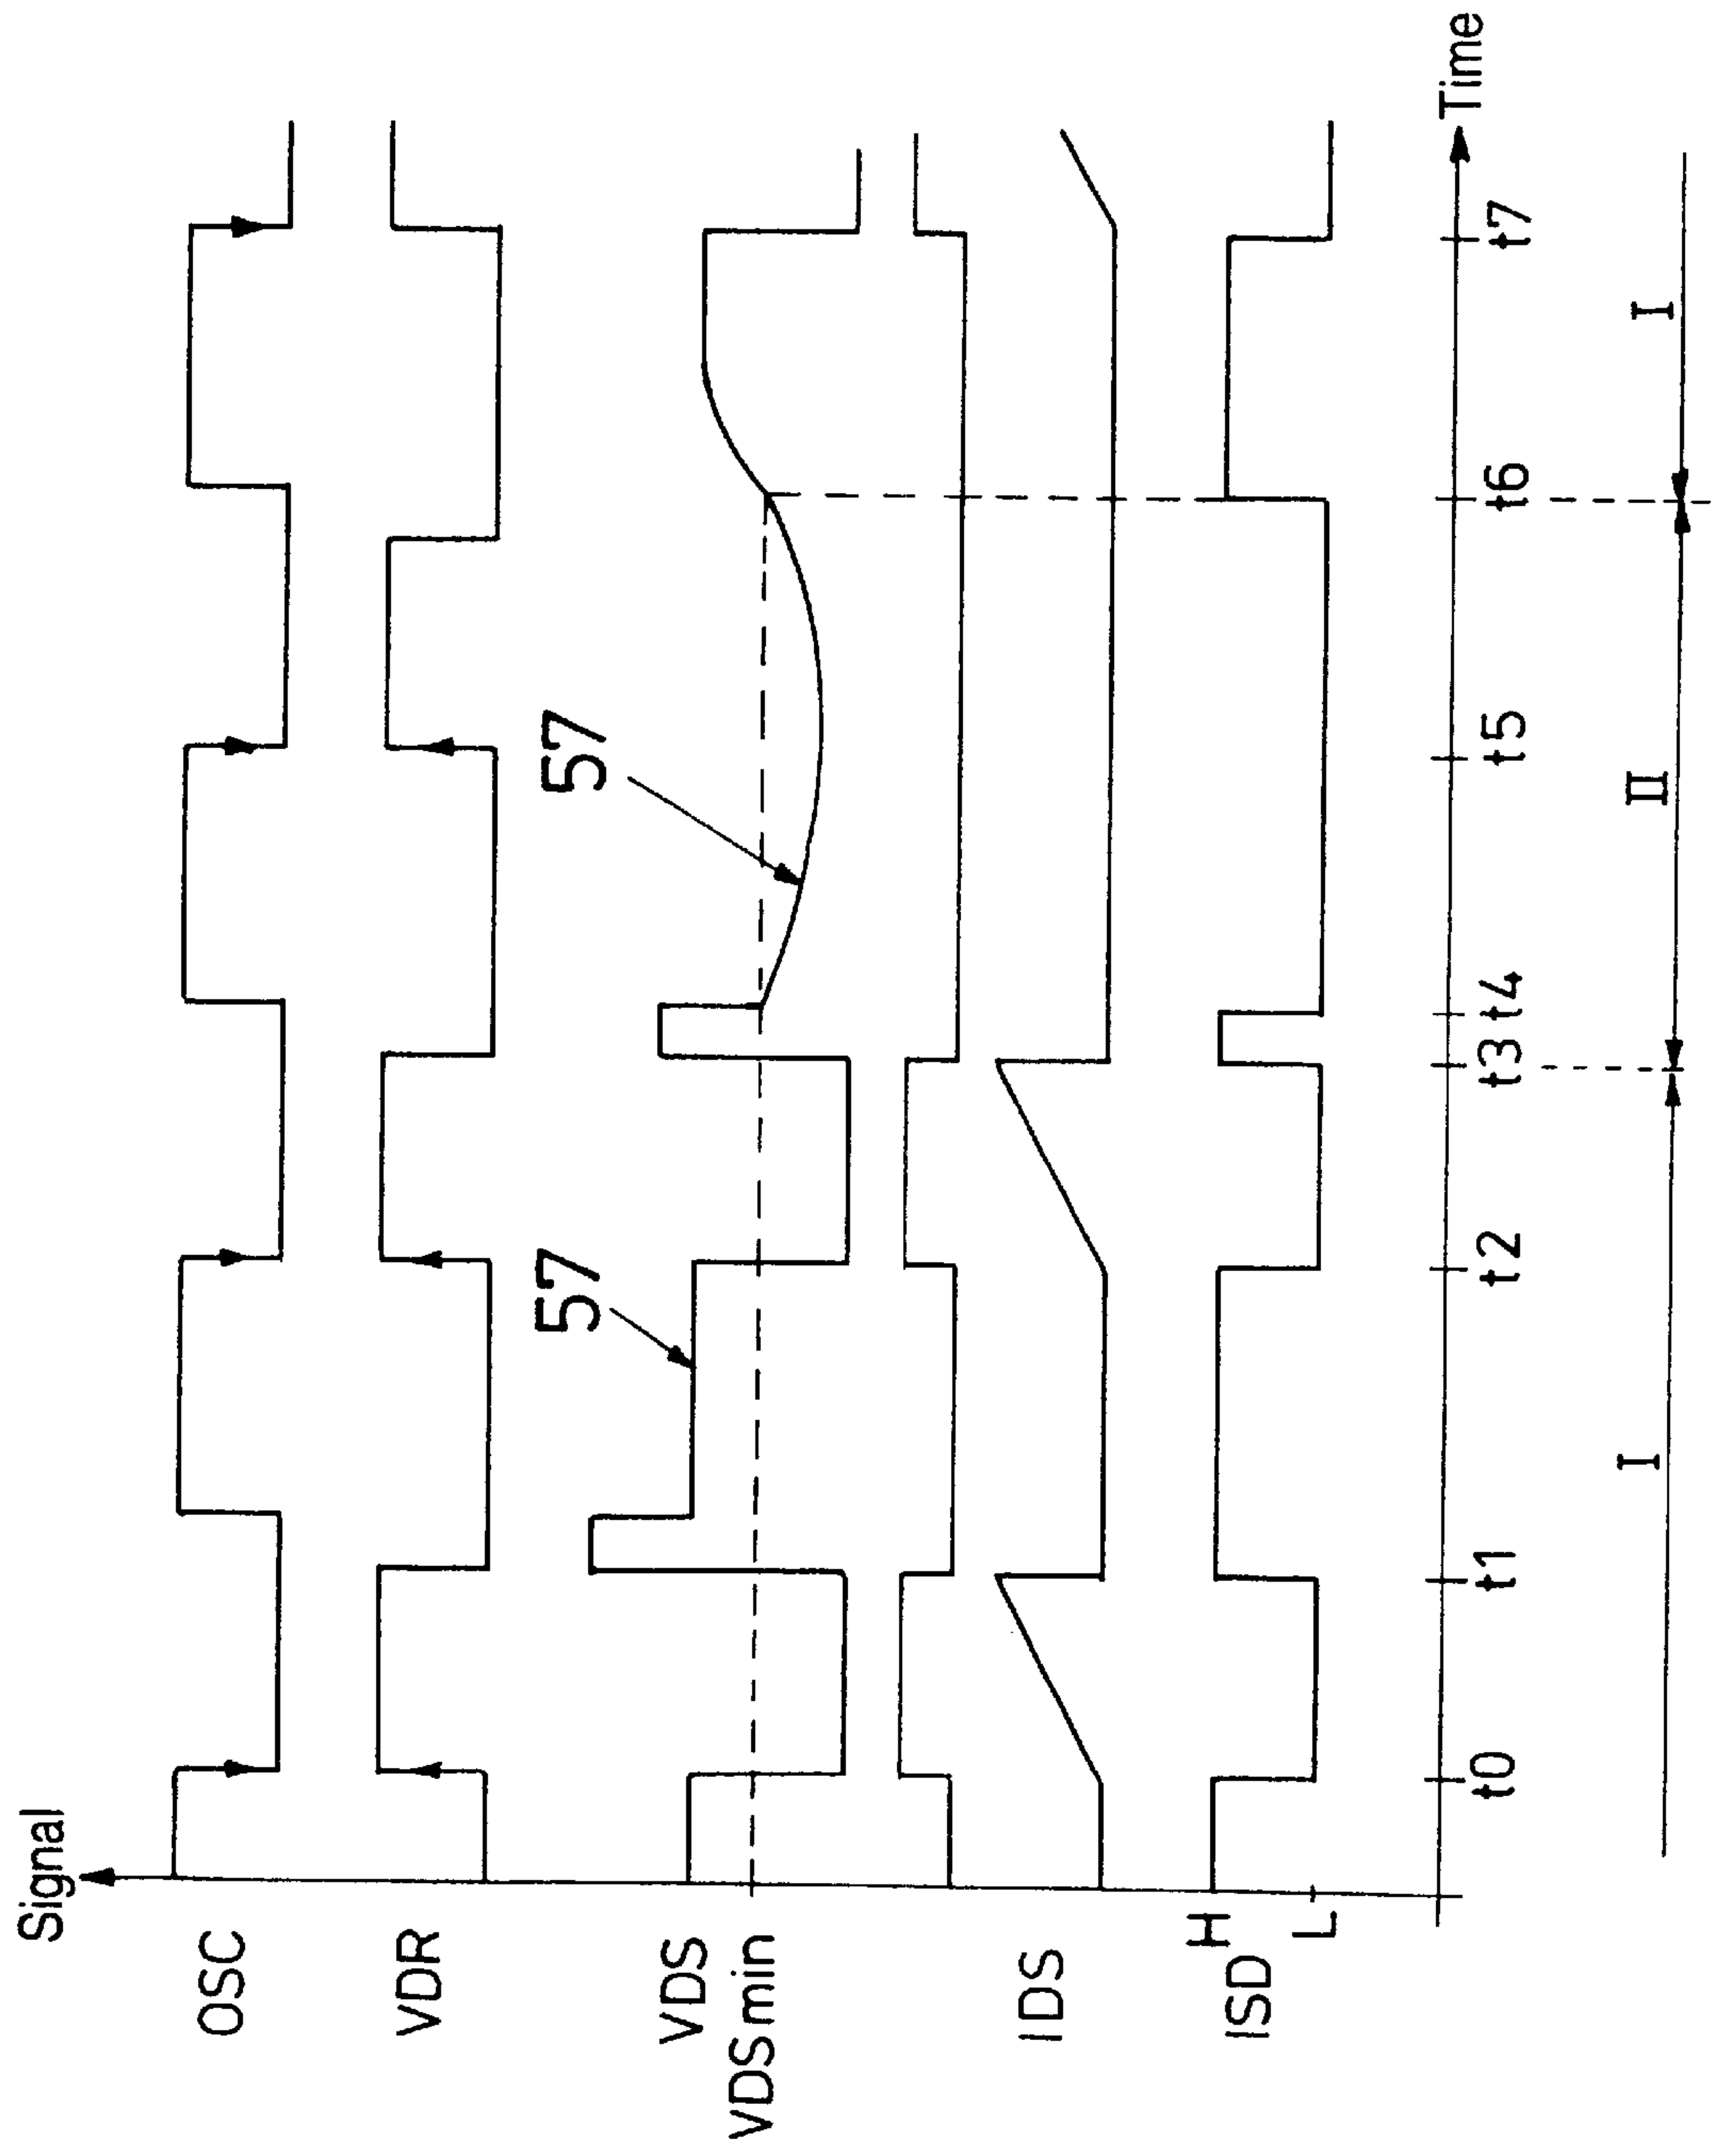 Signal
OSC
VDR
VDS
VDSmin
IDS
H
ISD
L
57
57
t0 t1 t2 t3 t4 t5 t6 t7
Time
I II I